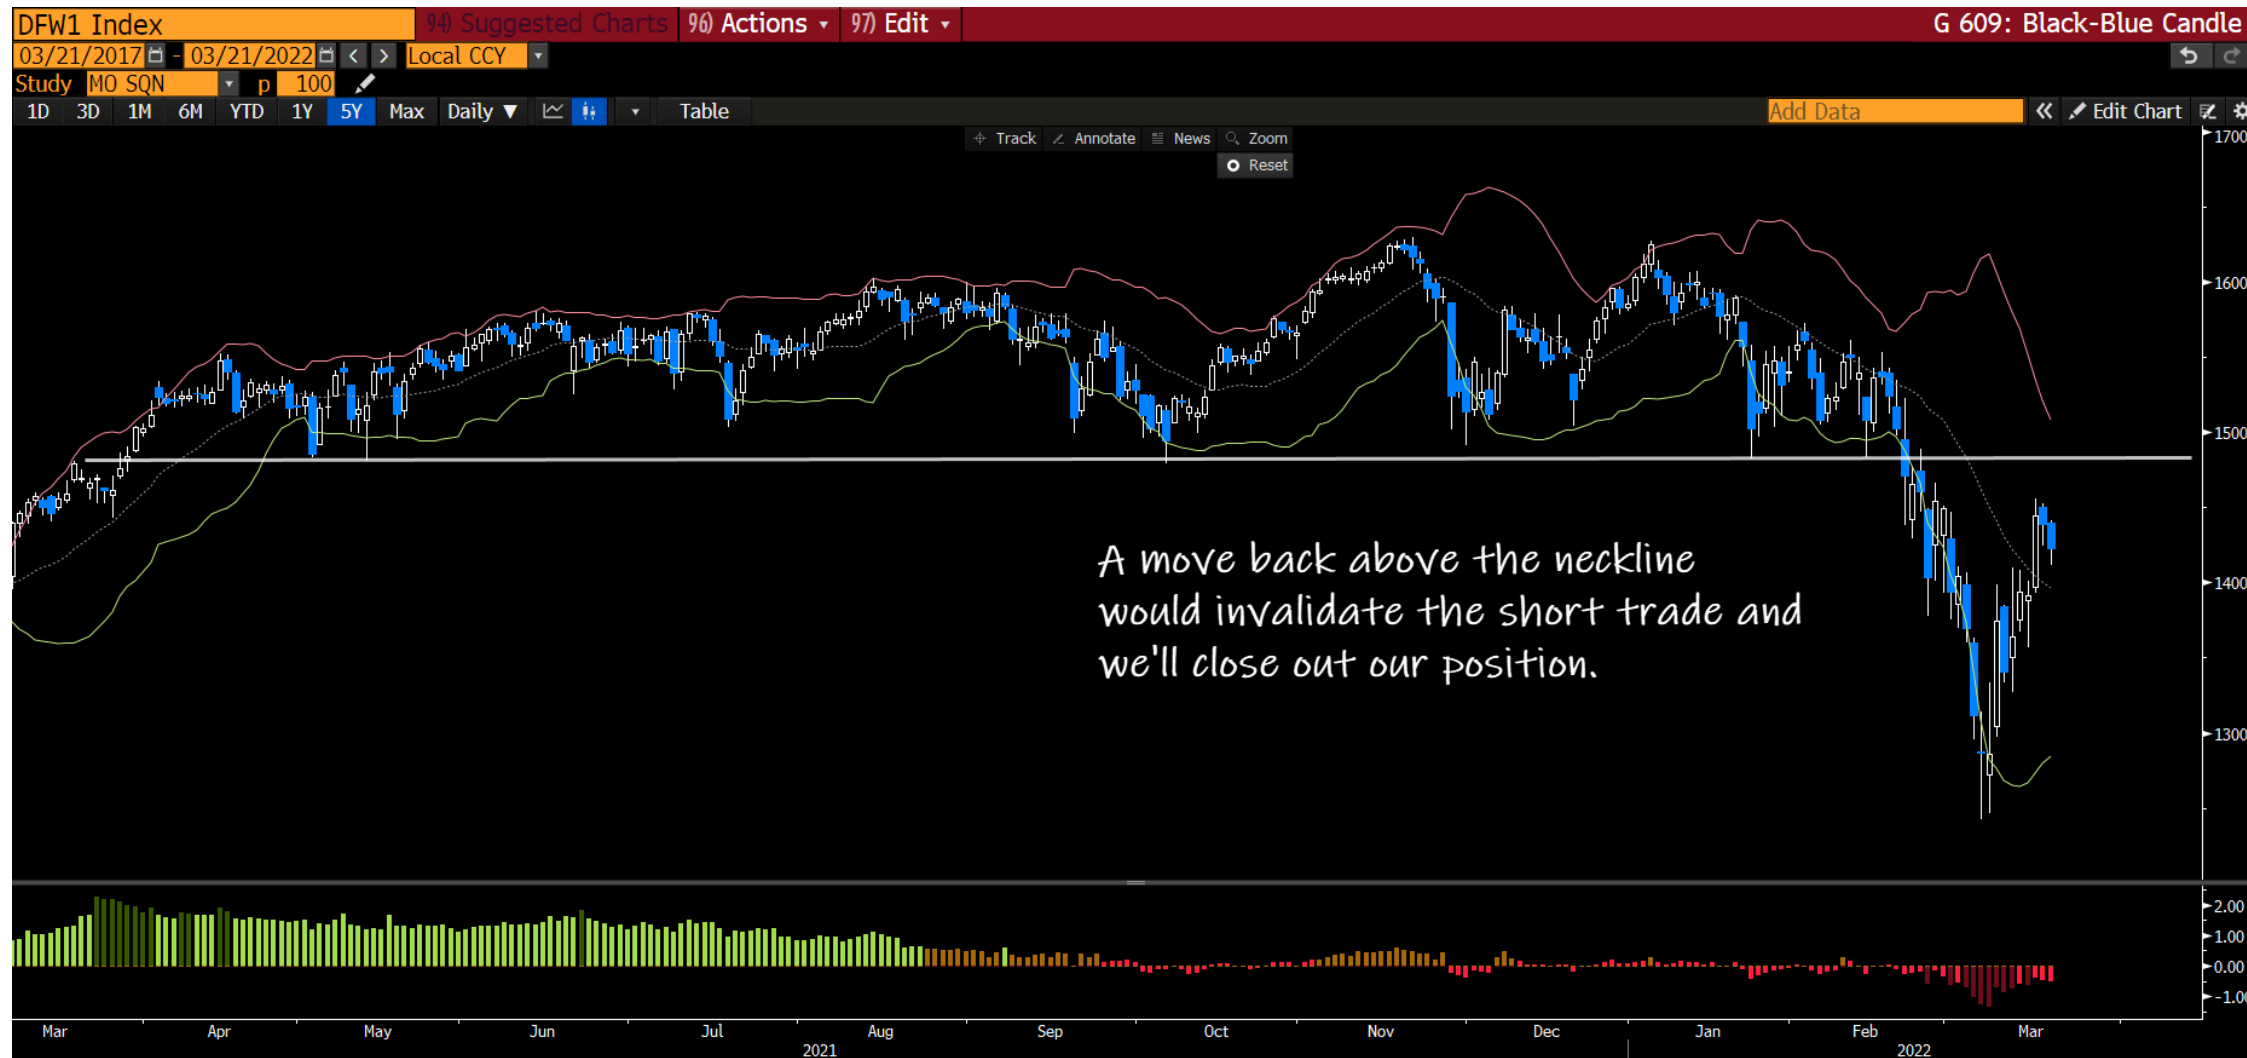 DFW1 Index 94) Suggested Charts 96) Actions 97) Edit G 609: Black-Blue Candle
03/21/2017 - 03/21/2022 Local CCY
Study MO SQN p 100
1D 3D 1M 6M YTD 1Y 5Y Max Daily ▼ Table Add Data « Edit Chart
Track Annotate News Zoom
Reset
1700
1600
1500
A move back above the neckline
would invalidate the short trade and
we'll close out our position.
1400
1300
2.00
1.00
0.00
-1.00
Mar Apr May Jun Jul Aug Sep Oct Nov Dec Jan Feb Mar
2021 2022